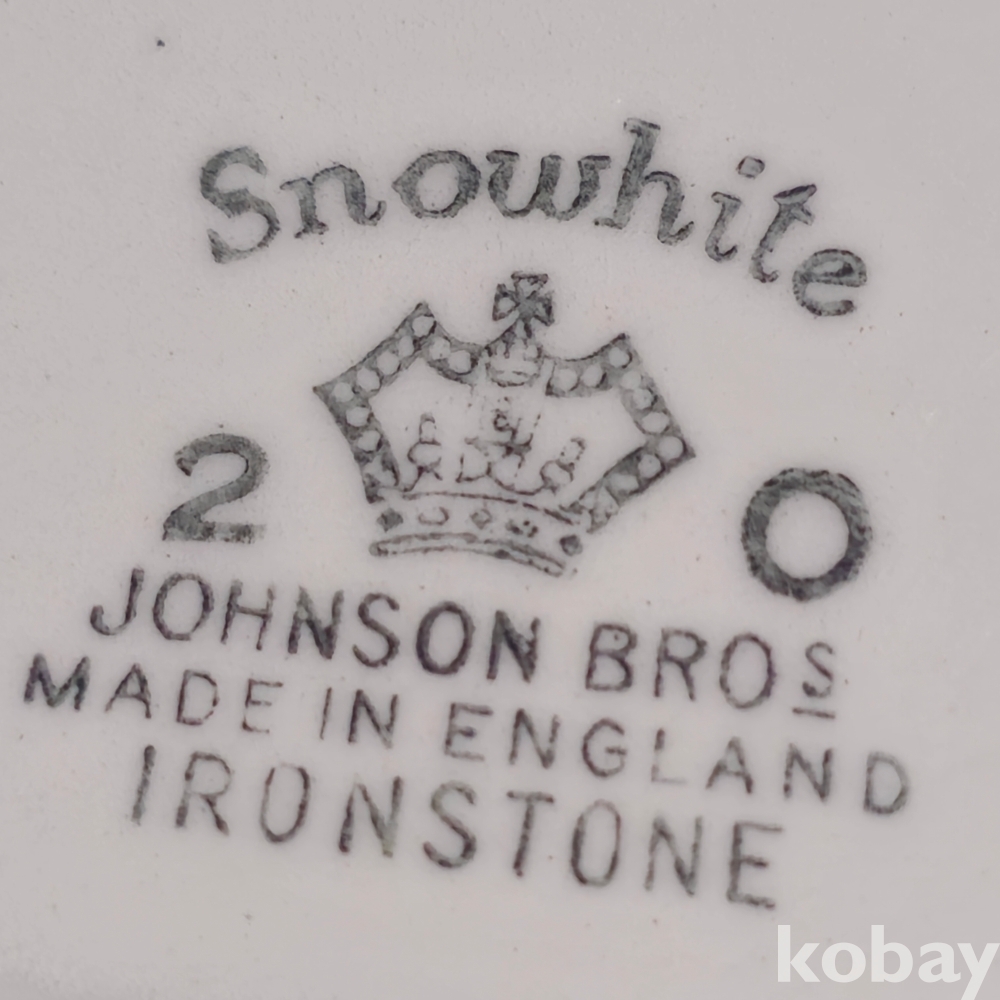 Snowhite
2 O
JOHNSON BROS
MADE IN ENGLAND
IRONSTONE
kobay